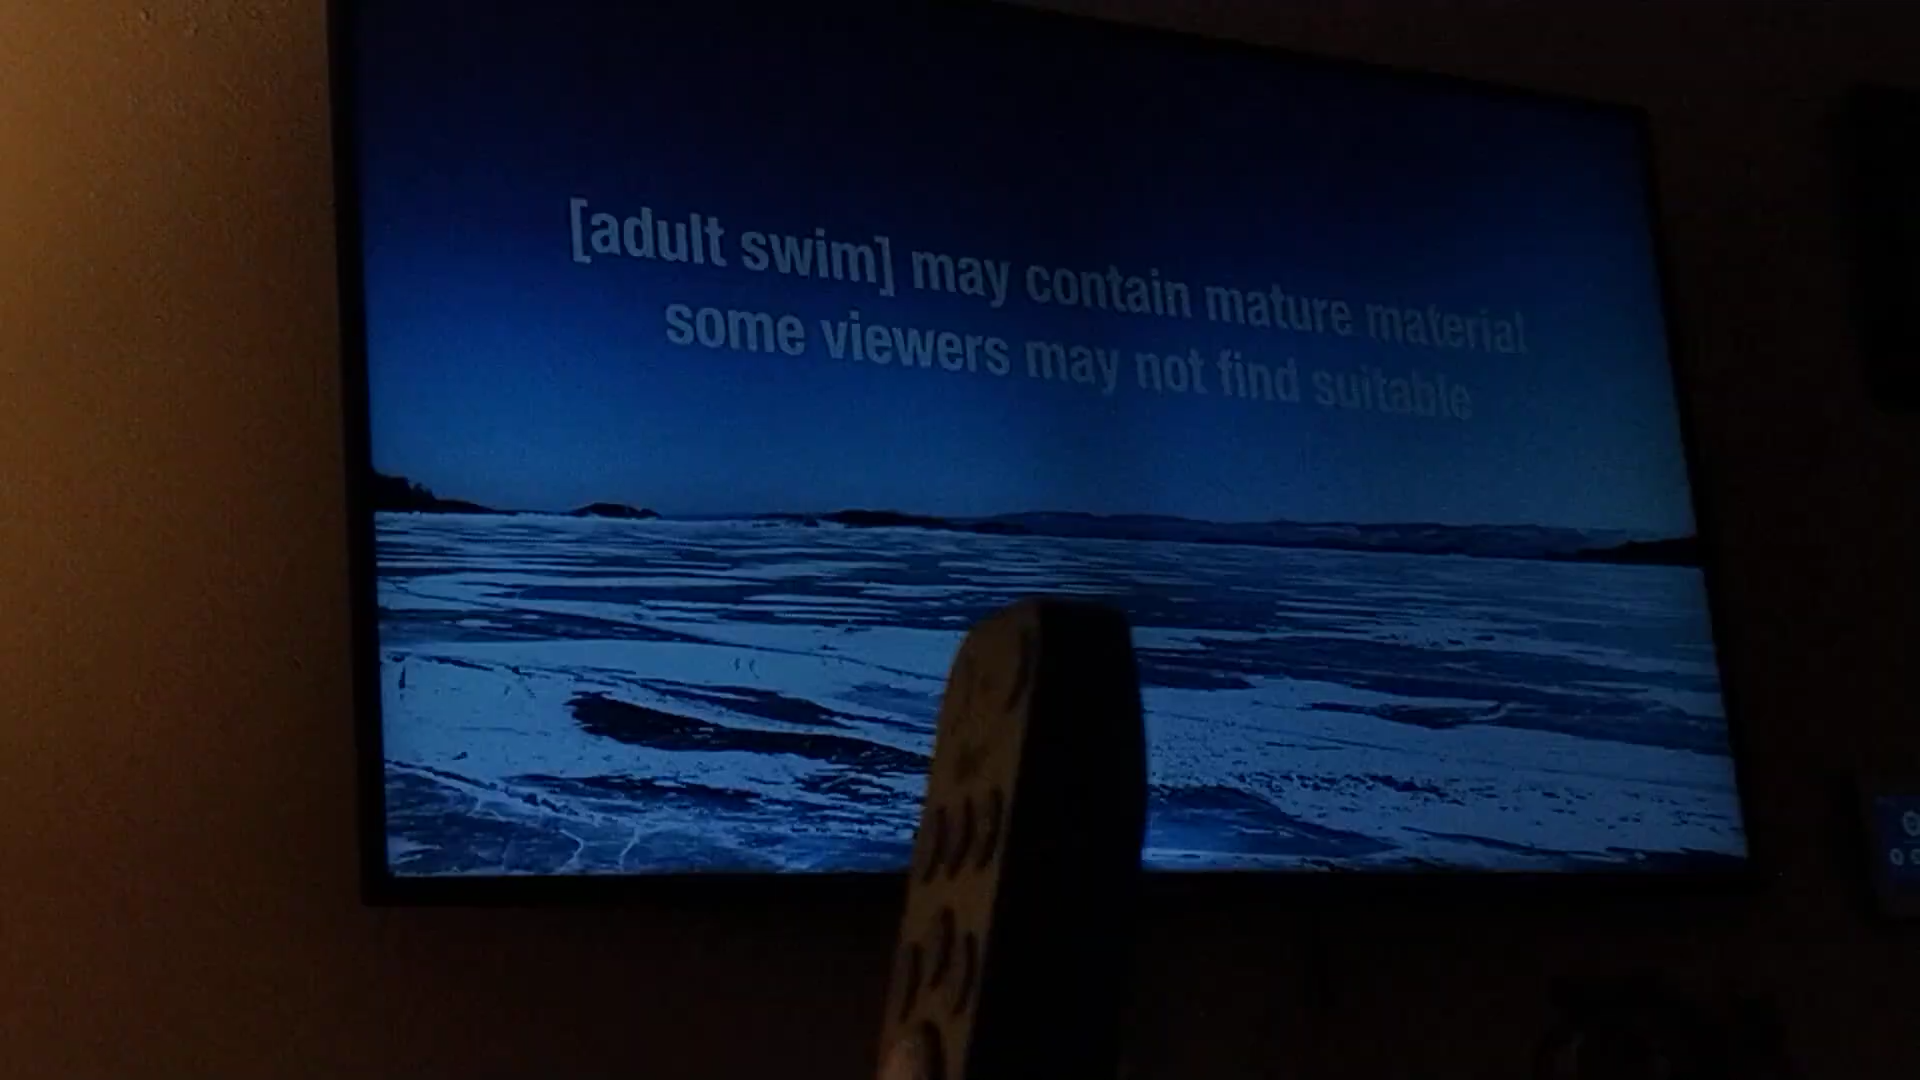 [adult swim] may contain mature material
some viewers may not find suitable